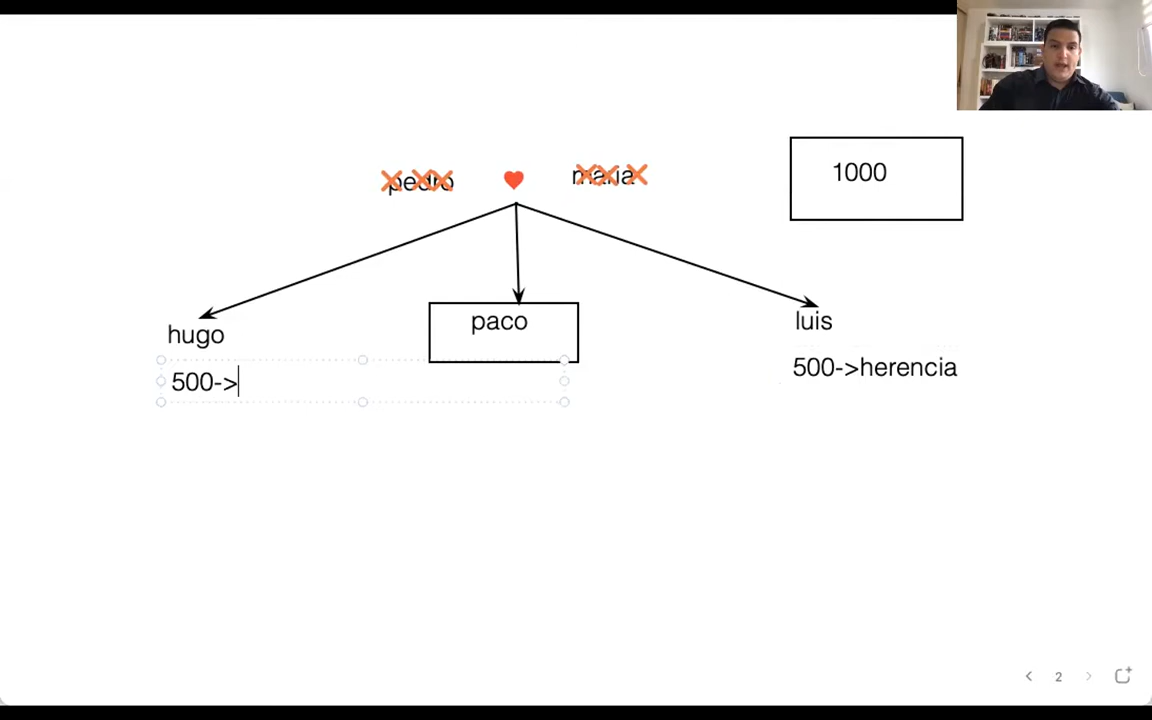 pedro
maria
1000
hugo
paco
luis
500->
500->herencia
2